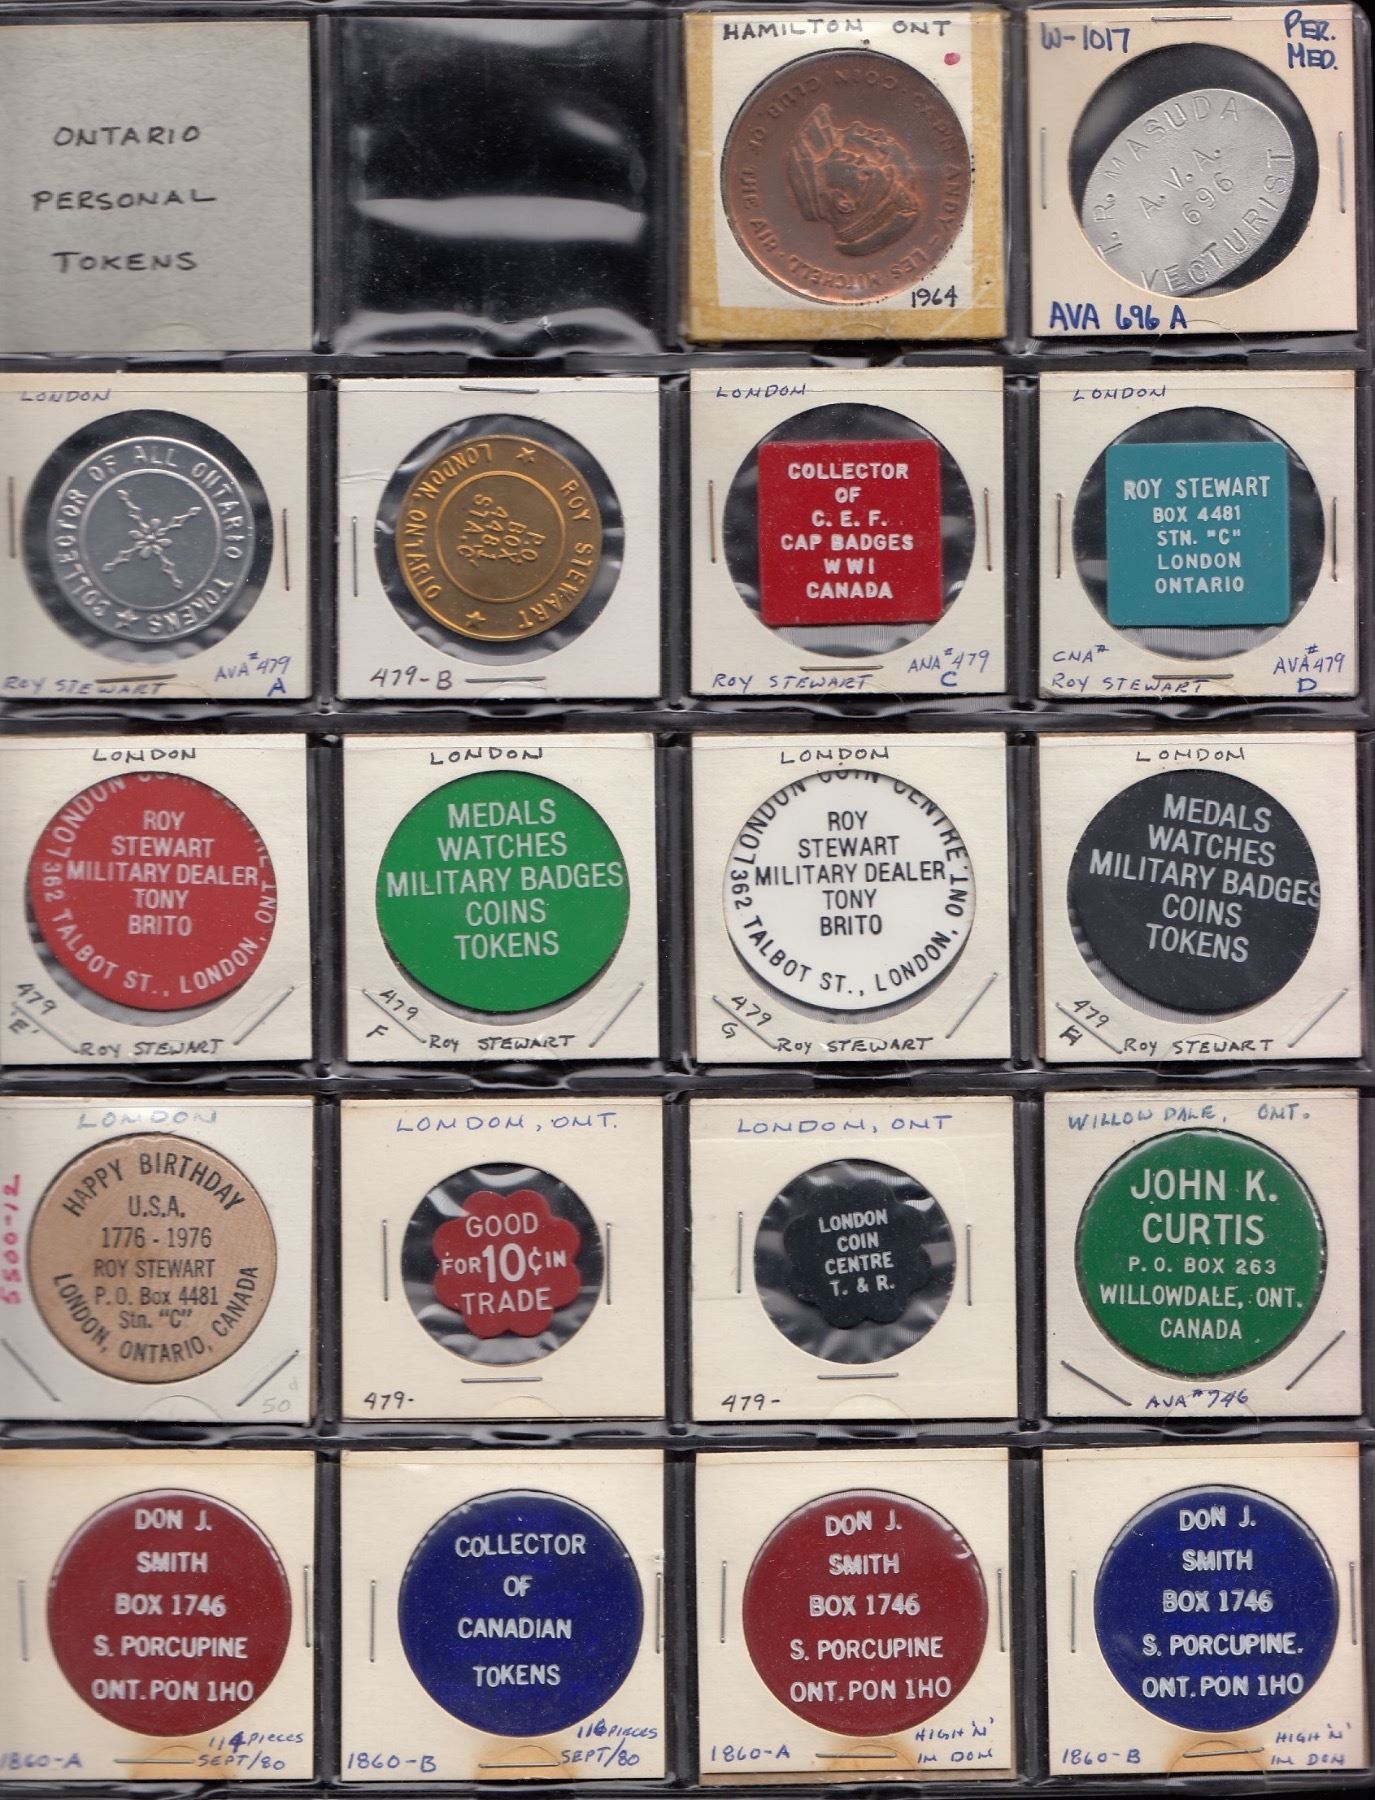 ONTARIO
PERSONAL
TOKENS
HAMILTON ONT
COIN CLUB OF THE AIR. CAP'N ANDY - LES MITCHELL.
1964
W-1017
PER.
MED.
T. R. MASUDA
A.V.A.
696
VECTURIST
AVA 696 A
LONDON
COLLECTOR OF ALL ONTARIO TOKENS
AVA #479
A
ROY STEWART
ROY STEWART
LONDON, ONTARIO
P.O.
BOX
4481
STA. C
479-B
LONDON
COLLECTOR
OF
C. E. F.
CAP BADGES
WWI
CANADA
ANA #479
C
ROY STEWART
LONDON
ROY STEWART
BOX 4481
STN. "C"
LONDON
ONTARIO
CNA #
AVA #479
D
ROY STEWART
LONDON
LONDON COIN CENTRE
ROY
STEWART
MILITARY DEALER
TONY
BRITO
362 TALBOT ST., LONDON, ONT
479
'E'
ROY STEWART
LONDON
MEDALS
WATCHES
MILITARY BADGES
COINS
TOKENS
479
F
ROY STEWART
LONDON
LONDON COIN CENTRE
ROY
STEWART
MILITARY DEALER
TONY
BRITO
362 TALBOT ST., LONDON, ONT.
479
G
ROY STEWART
LONDON
MEDALS
WATCHES
MILITARY BADGES
COINS
TOKENS
479
H
ROY STEWART
LONDON
5500-12
HAPPY BIRTHDAY
U.S.A.
1776 - 1976
ROY STEWART
P.O. Box 4481
Stn. "C"
LONDON, ONTARIO, CANADA
50
LONDON, ONT.
GOOD
FOR 10¢ IN
TRADE
479-
LONDON, ONT
LONDON
COIN
CENTRE
T. & R.
479-
WILLOWDALE, ONT.
JOHN K.
CURTIS
P.O. BOX 263
WILLOWDALE, ONT.
CANADA
AVA #746
DON J.
SMITH
BOX 1746
S. PORCUPINE
ONT. PON 1HO
114 PIECES
SEPT/80
1860-A
COLLECTOR
OF
CANADIAN
TOKENS
116 PIECES
SEPT/80
1860-B
DON J.
SMITH
BOX 1746
S. PORCUPINE
ONT. PON 1HO
HIGH 'N'
IN DON
1860-A
DON J.
SMITH
BOX 1746
S. PORCUPINE.
ONT. PON 1HO
HIGH 'N'
IN DON
1860-B